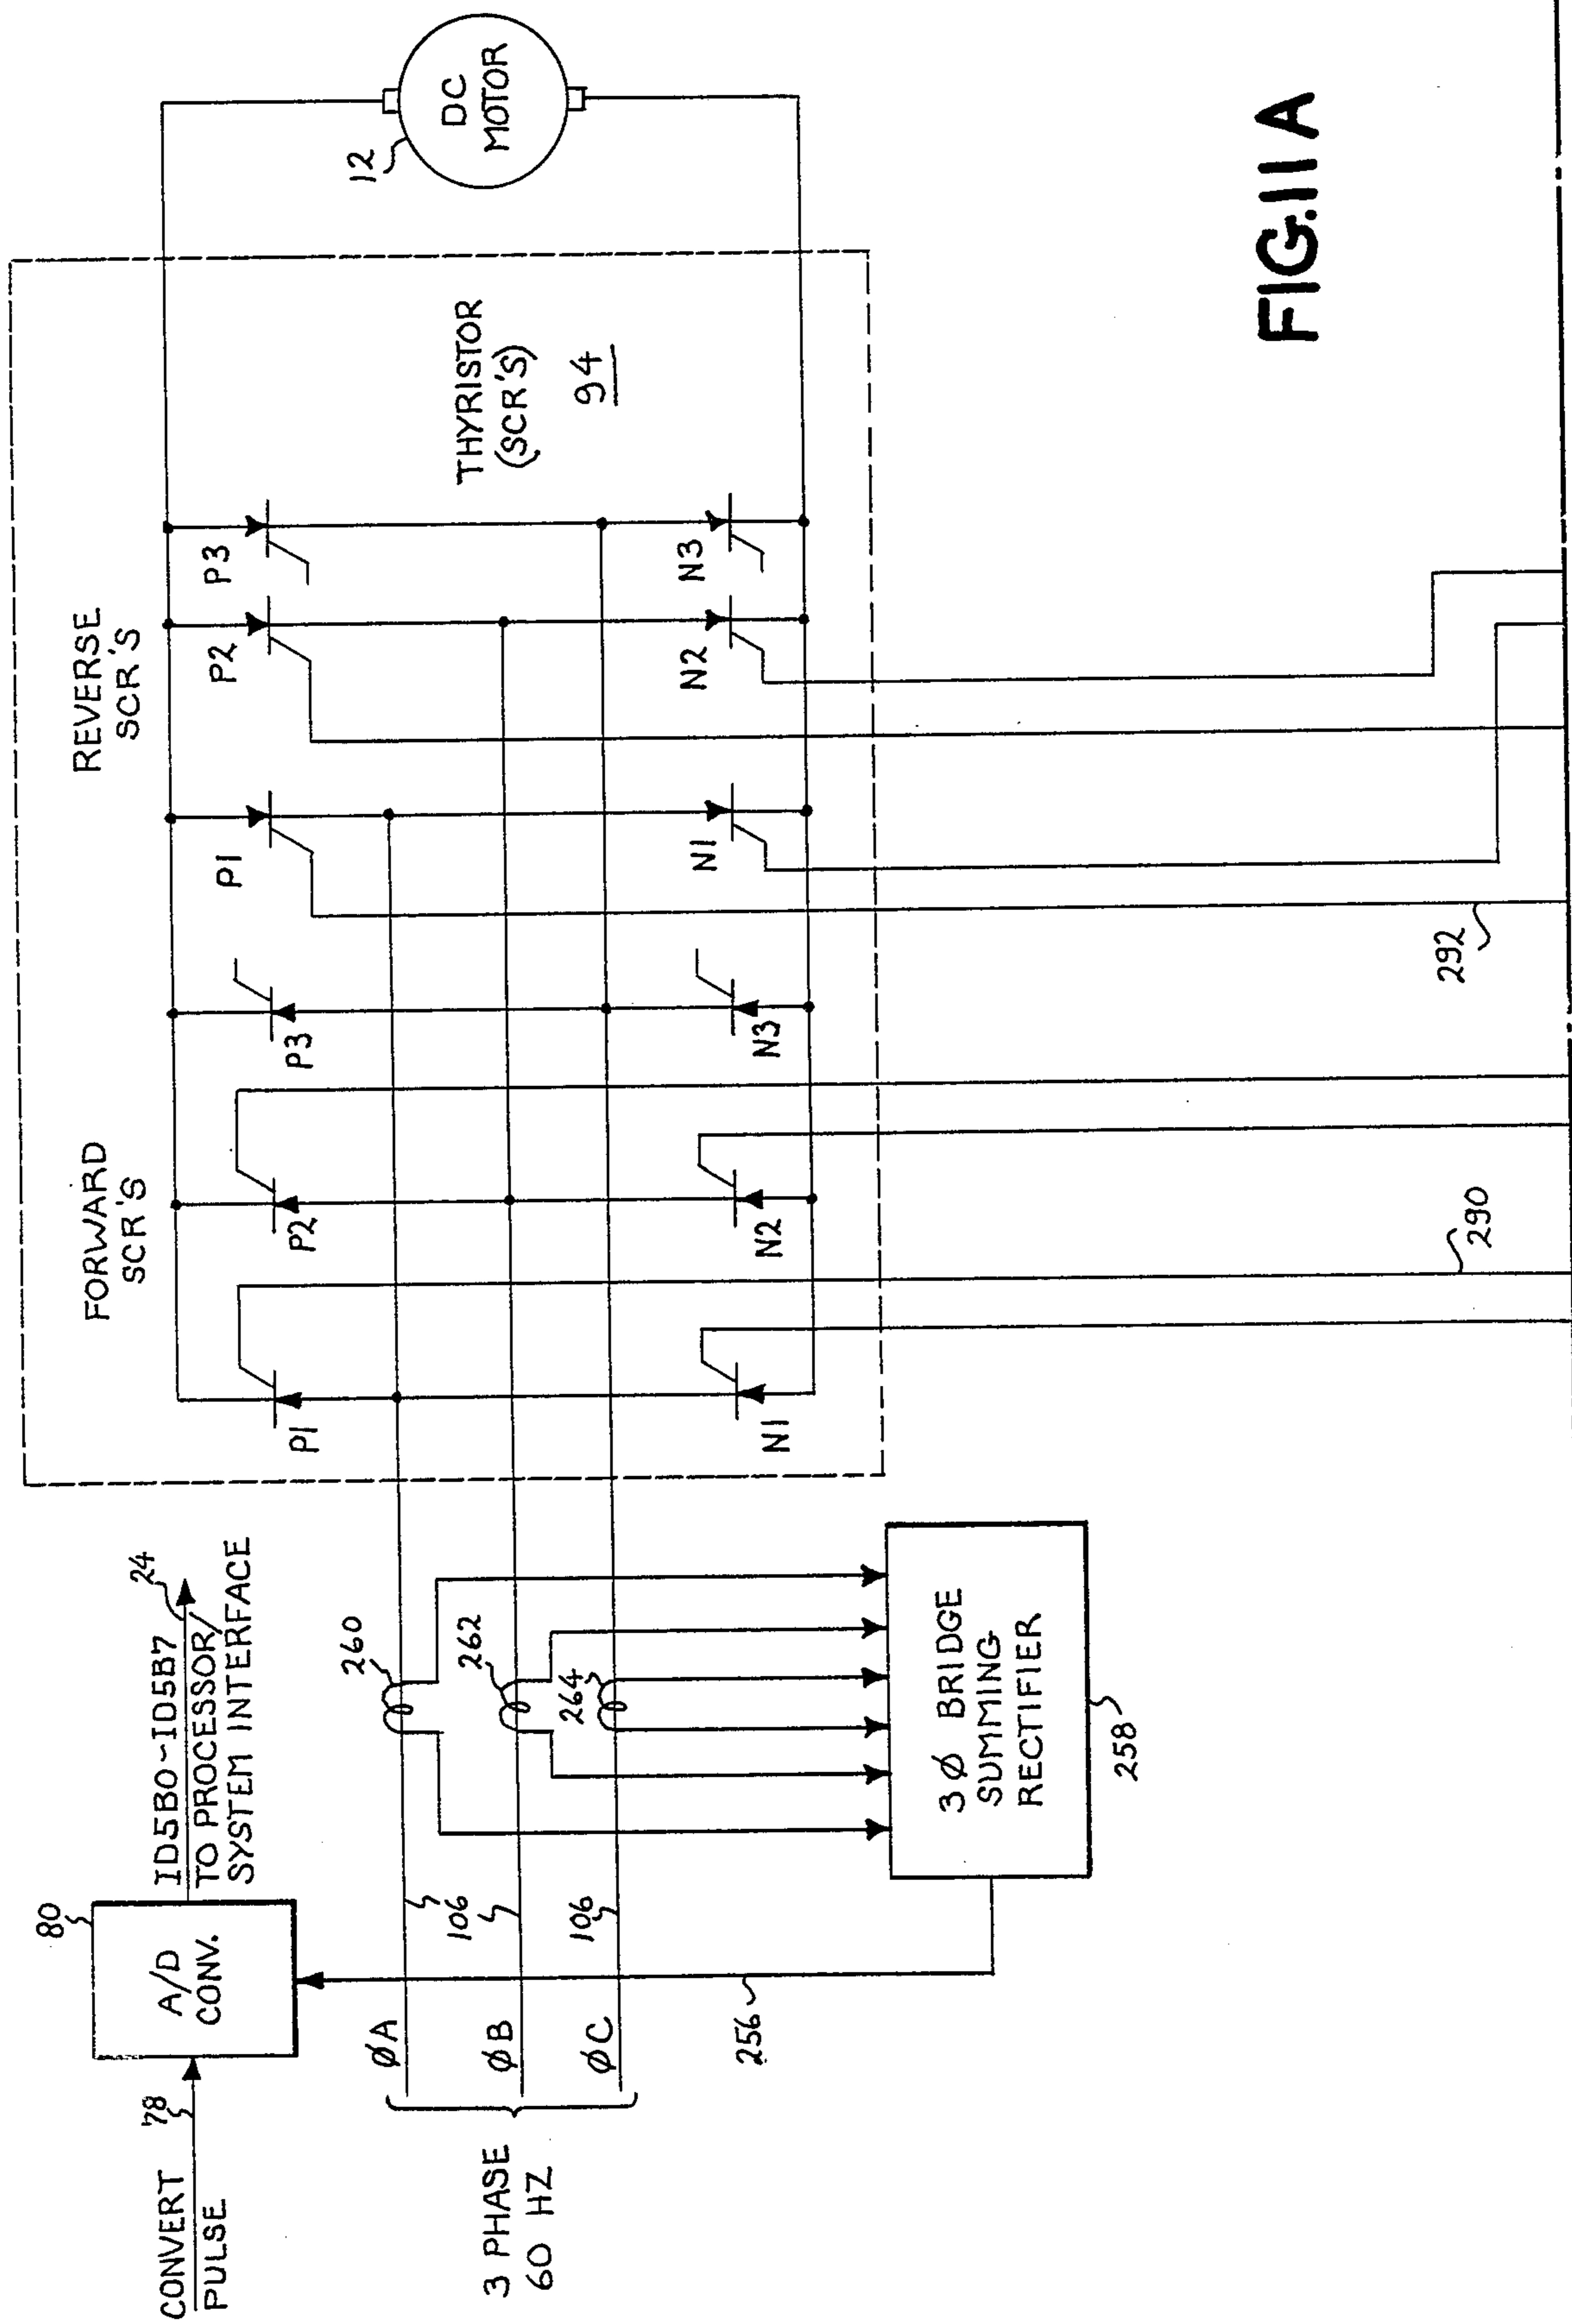 CONVERT
PULSE
78
80
A/D
CONV.
24
ID5B0-ID5B7
TO PROCESSOR/
SYSTEM INTERFACE
3 PHASE
60 HZ
ØA
ØB
ØC
106
106
256
260
262
264
3Ø BRIDGE
SUMMING
RECTIFIER
258
FORWARD
SCR'S
P1
P2
P3
N1
N2
N3
290
REVERSE
SCR'S
P1
P2
P3
N1
N2
N3
292
THYRISTOR
(SCR'S)
94
12
DC
MOTOR
FIG.11A